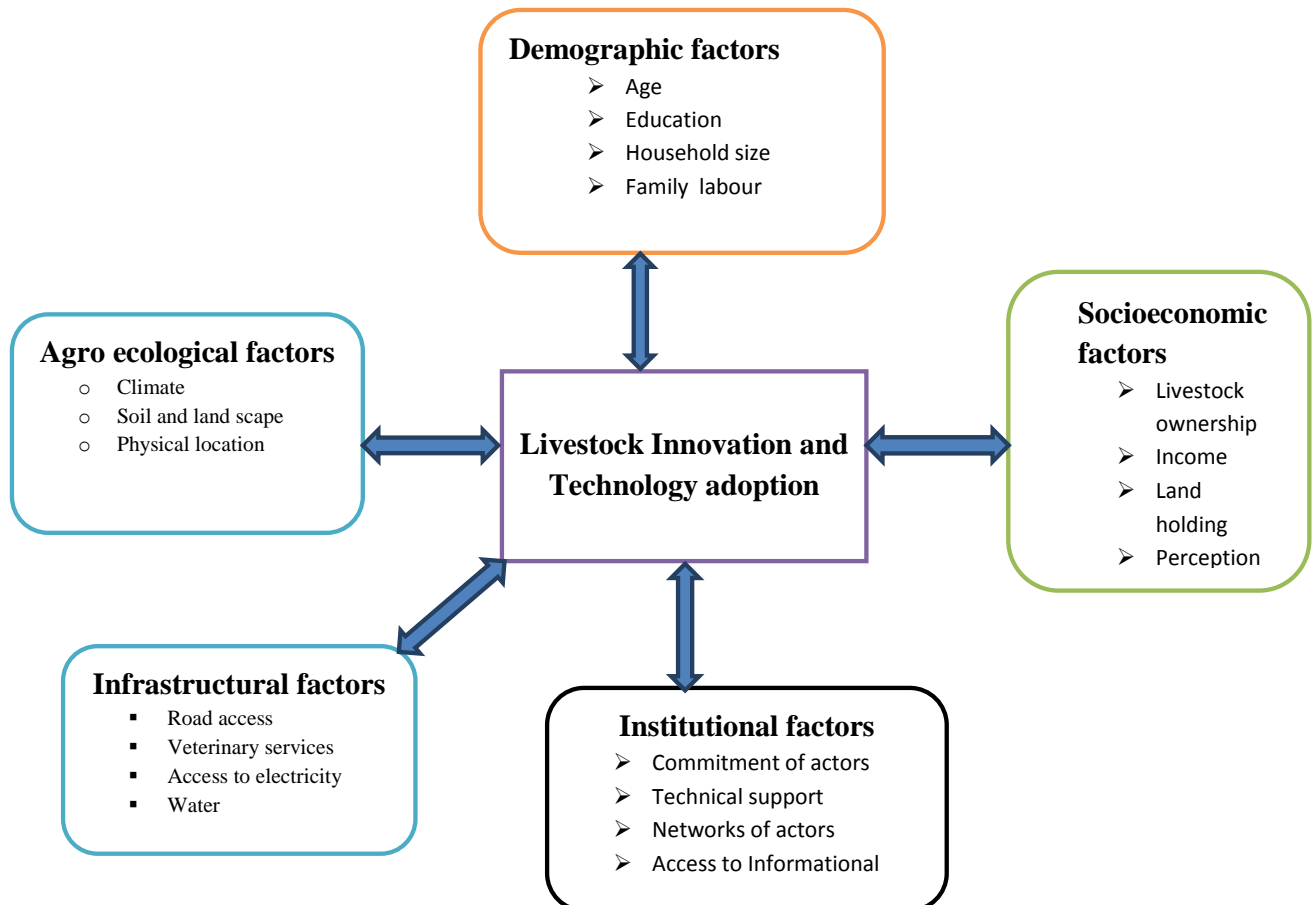 Demographic factors
➢ Age
➢ Education
➢ Household size
➢ Family labour
Agro ecological factors
o Climate
o Soil and land scape
o Physical location
Livestock Innovation and
Technology adoption
Socioeconomic
factors
➢ Livestock
ownership
➢ Income
➢ Land
holding
➢ Perception
Infrastructural factors
▪ Road access
▪ Veterinary services
▪ Access to electricity
▪ Water
Institutional factors
➢ Commitment of actors
➢ Technical support
➢ Networks of actors
➢ Access to Informational